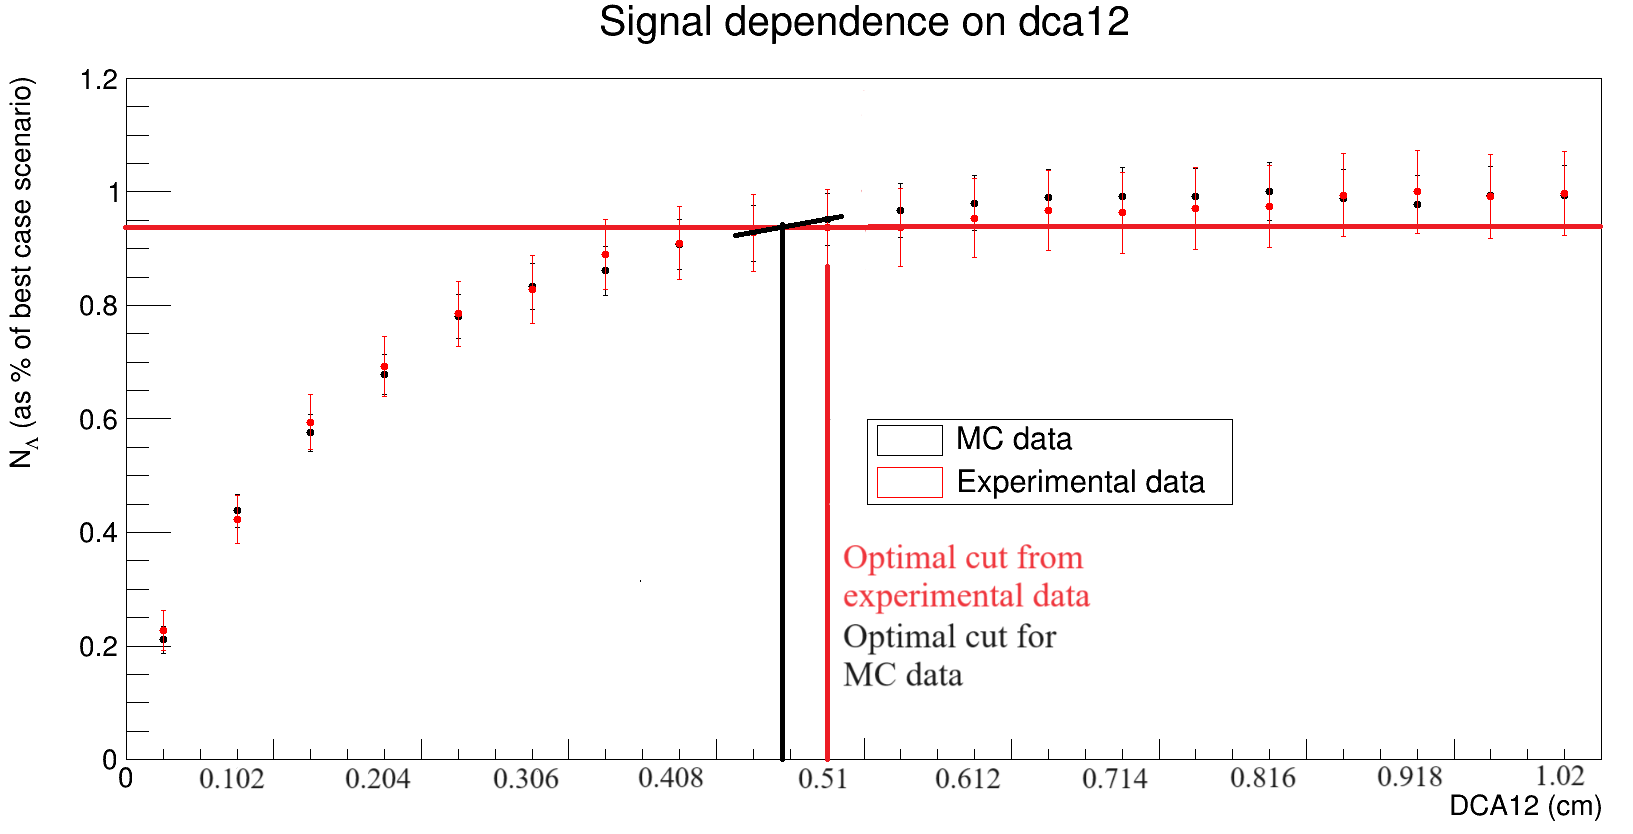 Signal dependence on dca12
N_Λ (as % of best case scenario)
1.2
1
0.8
0.6
0.4
0.2
0
MC data
Experimental data
Optimal cut from
experimental data
Optimal cut for
MC data
0 0.102 0.204 0.306 0.408 0.51 0.612 0.714 0.816 0.918 1.02
DCA12 (cm)